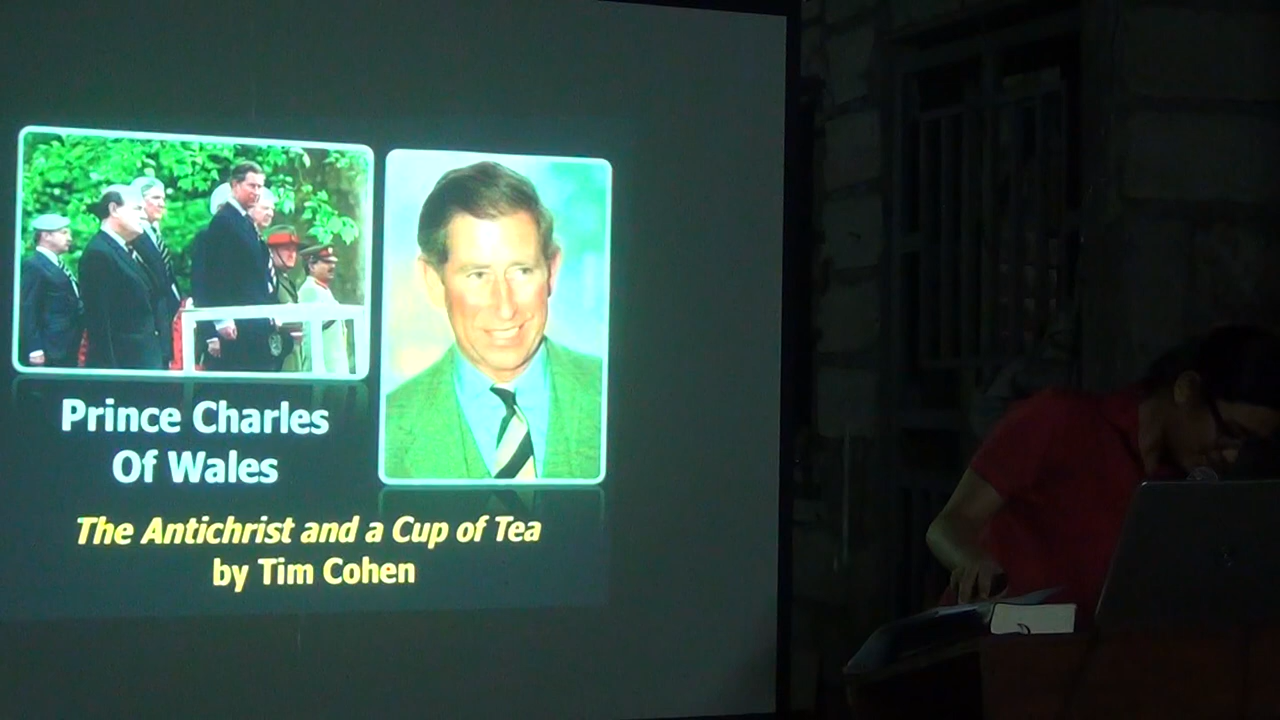 Prince Charles
Of Wales
The Antichrist and a Cup of Tea
by Tim Cohen